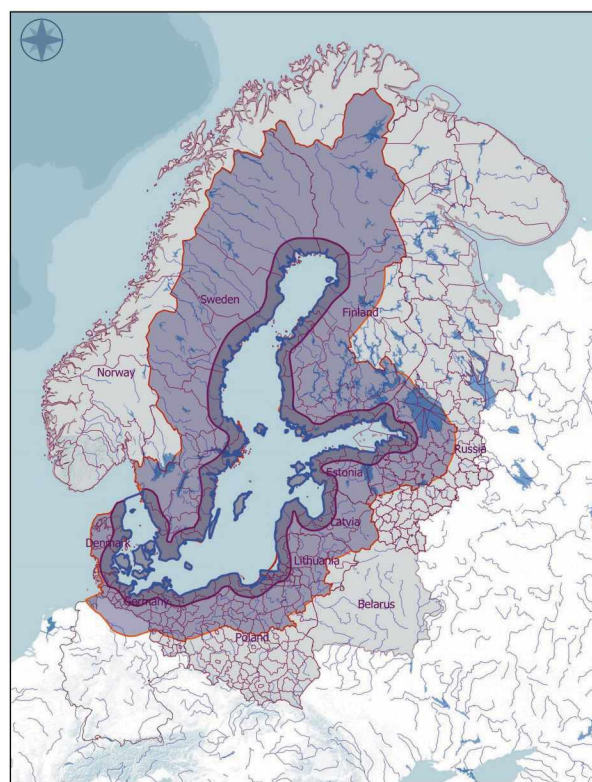 Sweden
Finland
Norway
Russia
Estonia
Latvia
Denmark
Lithuania
Germany
Belarus
Poland